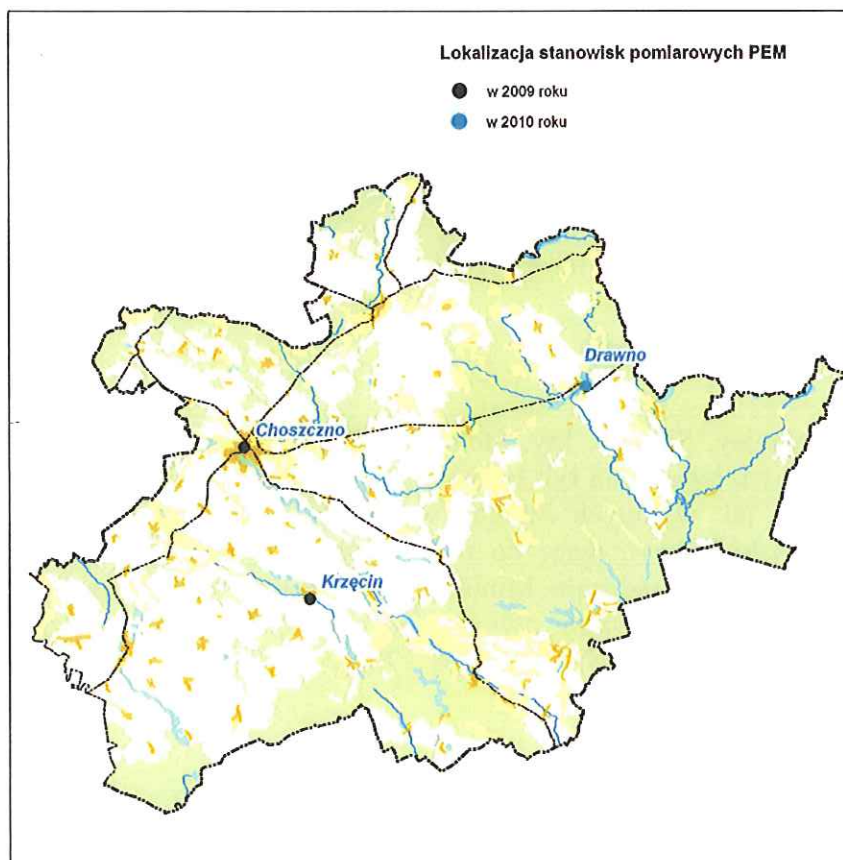 Lokalizacja stanowisk pomiarowych PEM
w 2009 roku
w 2010 roku
Drawno
Choszczno
Krzęcin